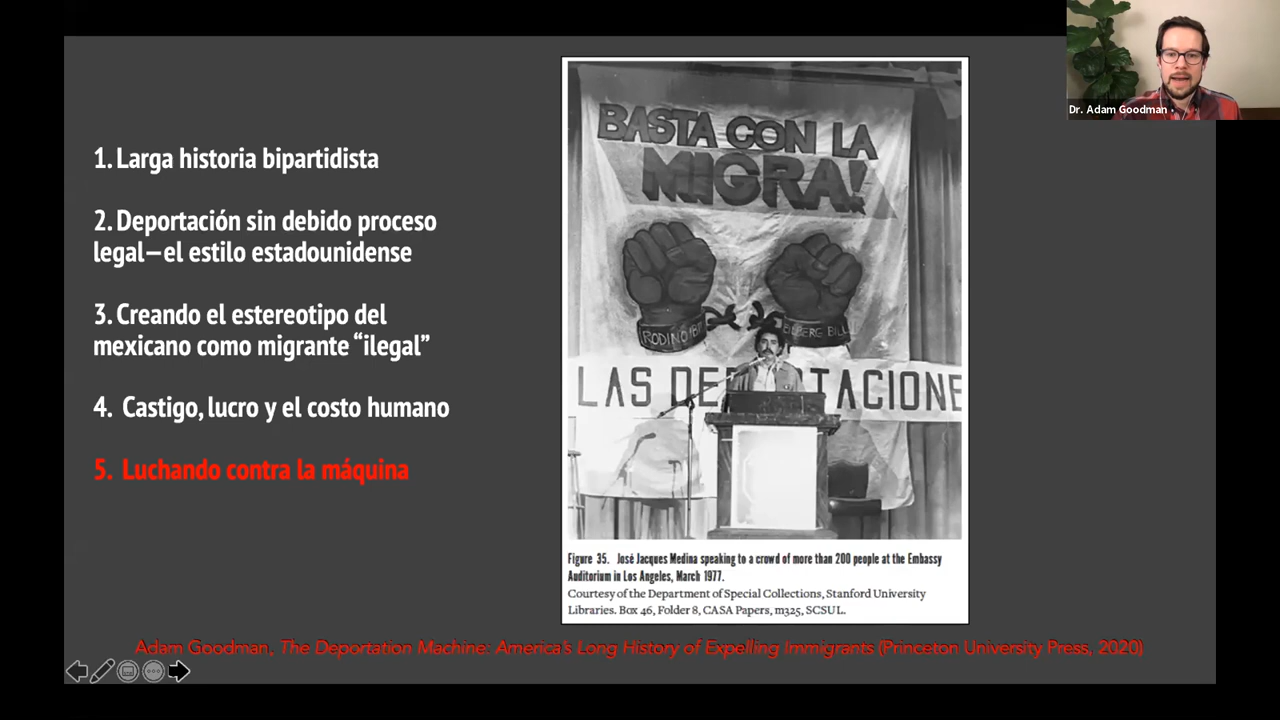 Dr. Adam Goodman
1. Larga historia bipartidista
2. Deportación sin debido proceso
legal—el estilo estadounidense
3. Creando el estereotipo del
mexicano como migrante “ilegal”
4. Castigo, lucro y el costo humano
5. Luchando contra la máquina
BASTA CON LA
MIGRA!
RODINO BILL
EILBERG BILL
LAS DE TACIONE
Figure 35. José Jacques Medina speaking to a crowd of more than 200 people at the Embassy
Auditorium in Los Angeles, March 1977.
Courtesy of the Department of Special Collections, Stanford University
Libraries. Box 46, Folder 8, CASA Papers, m325, SCSUL.
Adam Goodman, The Deportation Machine: America's Long History of Expelling Immigrants (Princeton University Press, 2020)